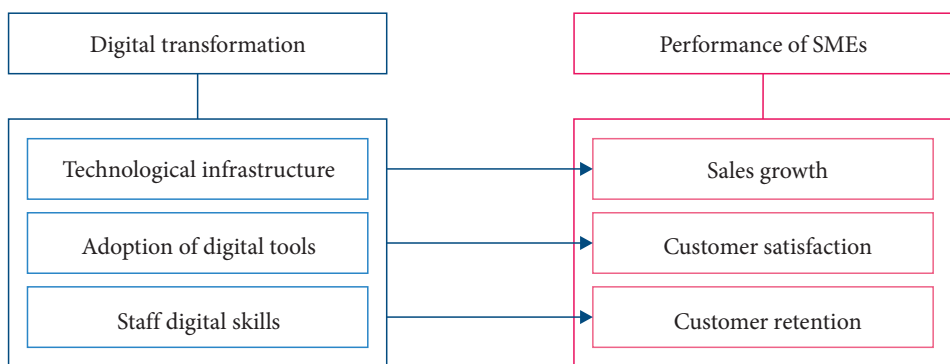 Digital transformation
Performance of SMEs
Technological infrastructure
Sales growth
Adoption of digital tools
Customer satisfaction
Staff digital skills
Customer retention